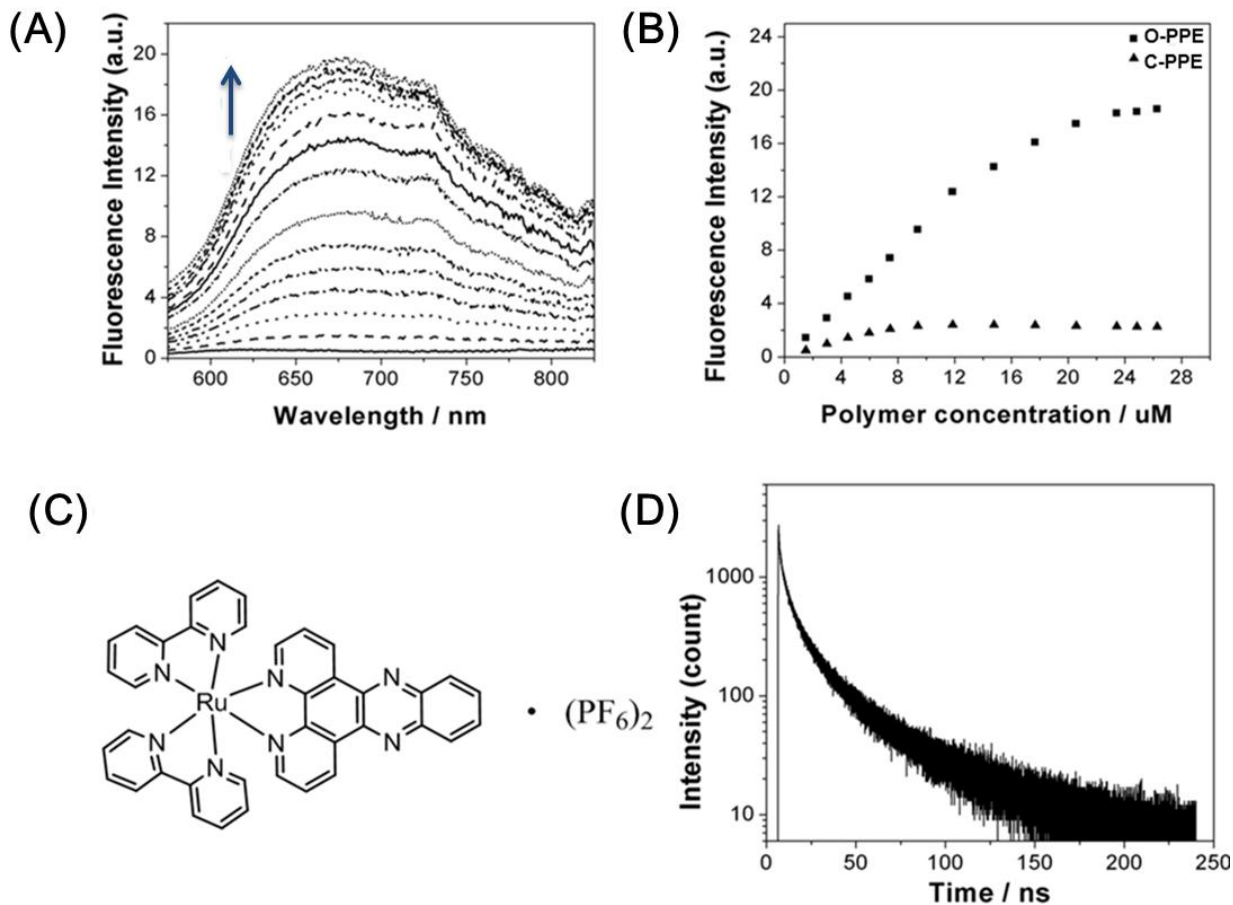 (A)
Fluorescence Intensity (a.u.)
20
16
12
8
4
0
600
650
700
750
800
Wavelength / nm
(B)
Fluorescence Intensity (a.u.)
24
20
16
12
8
4
0
O-PPE
C-PPE
0
4
8
12
16
20
24
28
Polymer concentration / uM
(C)
N
N
N
N
N
N
N
N
Ru
• (PF6)2
(D)
Intensity (count)
1000
100
10
0
50
100
150
200
250
Time / ns